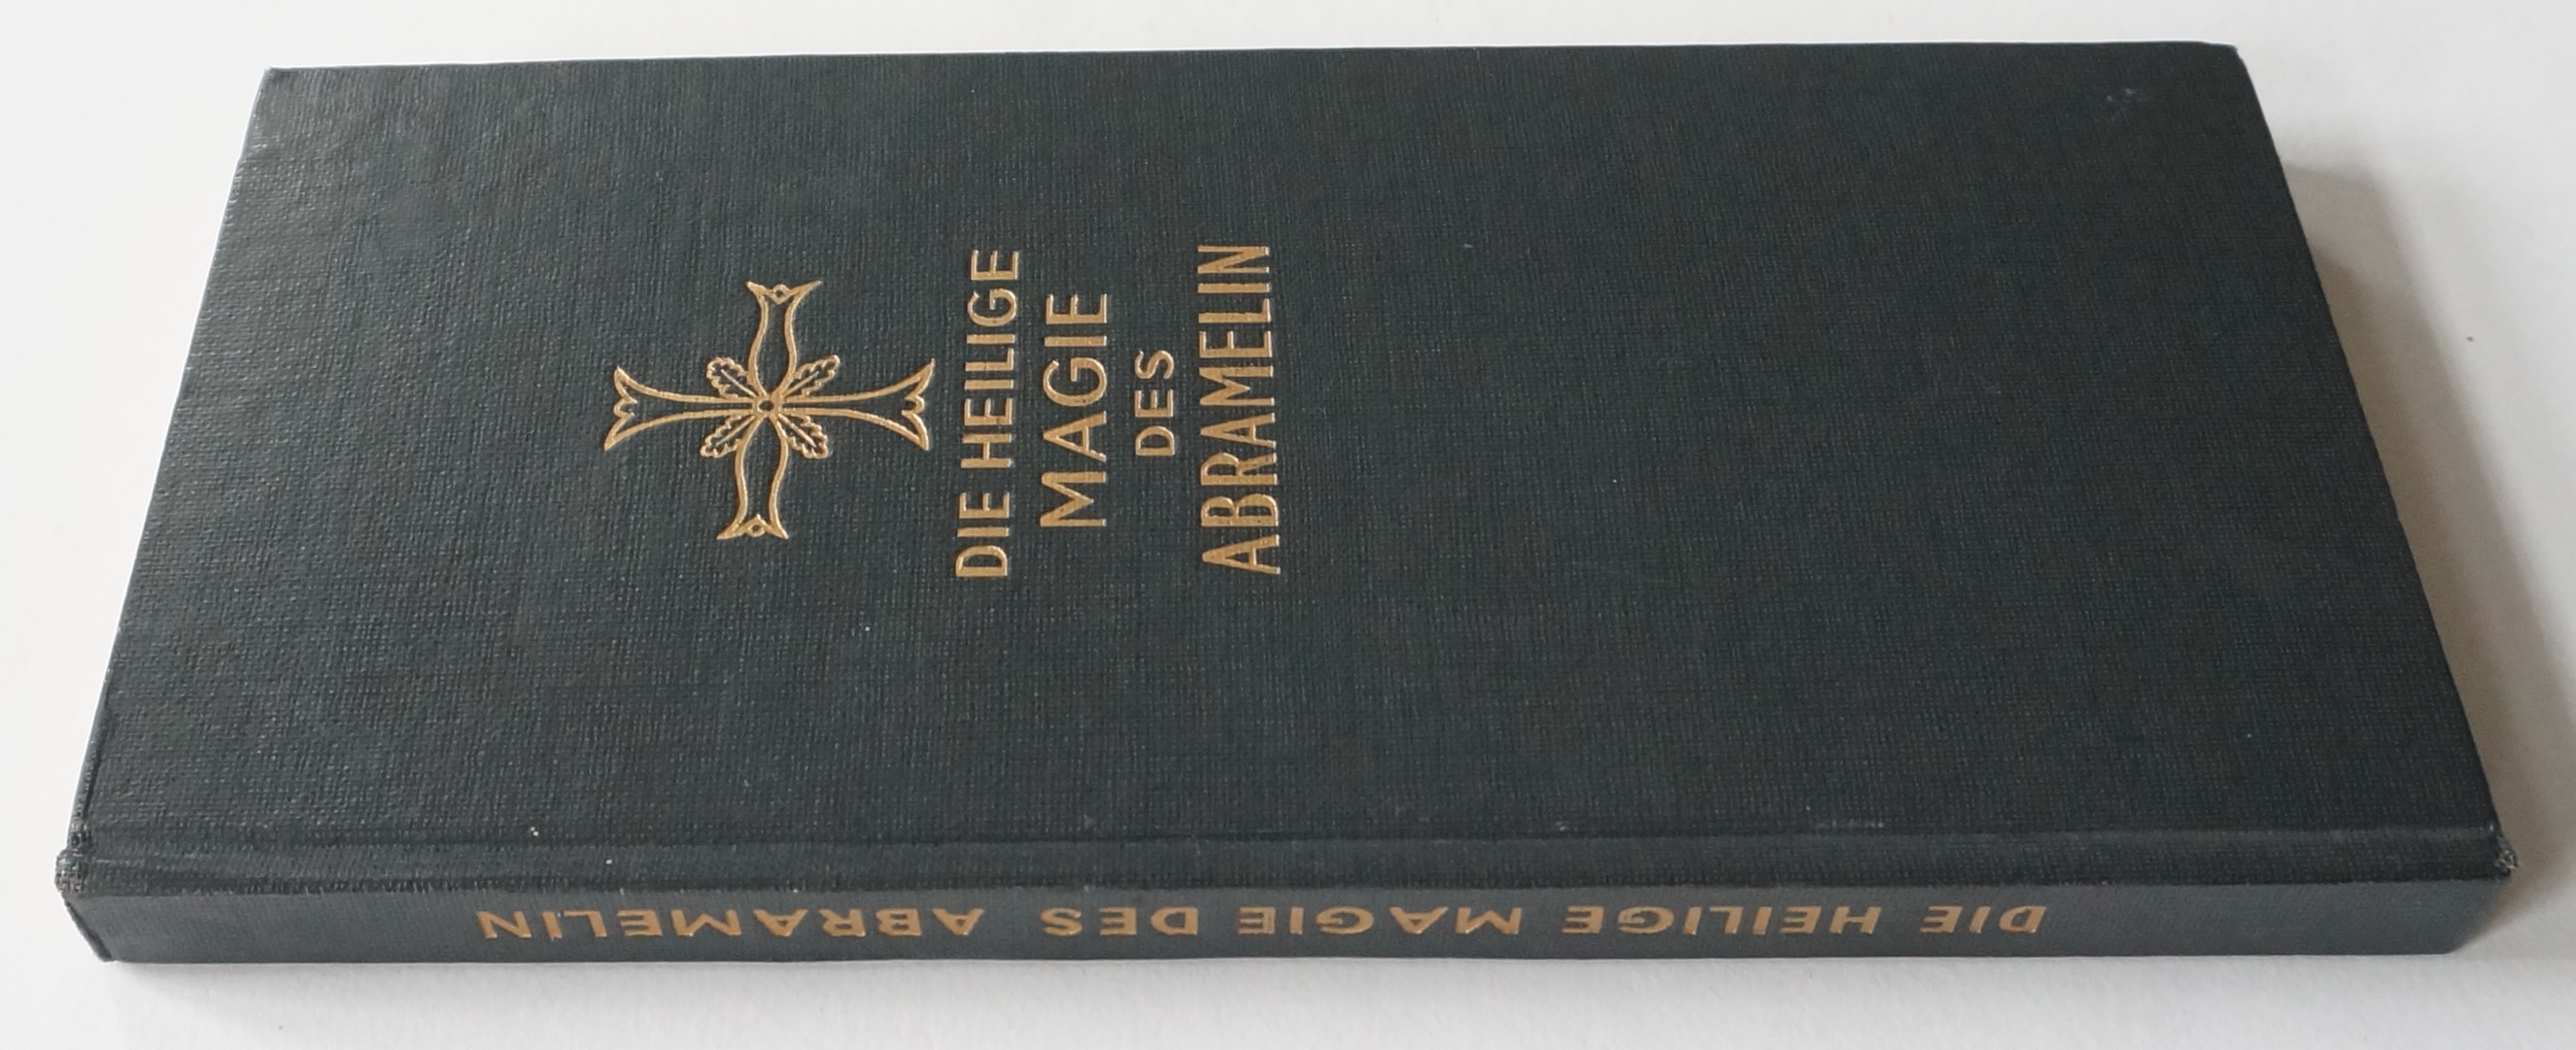 DIE HEILIGE
MAGIE
DES
ABRAMELIN
DIE HEILIGE MAGIE DES ABRAMELIN